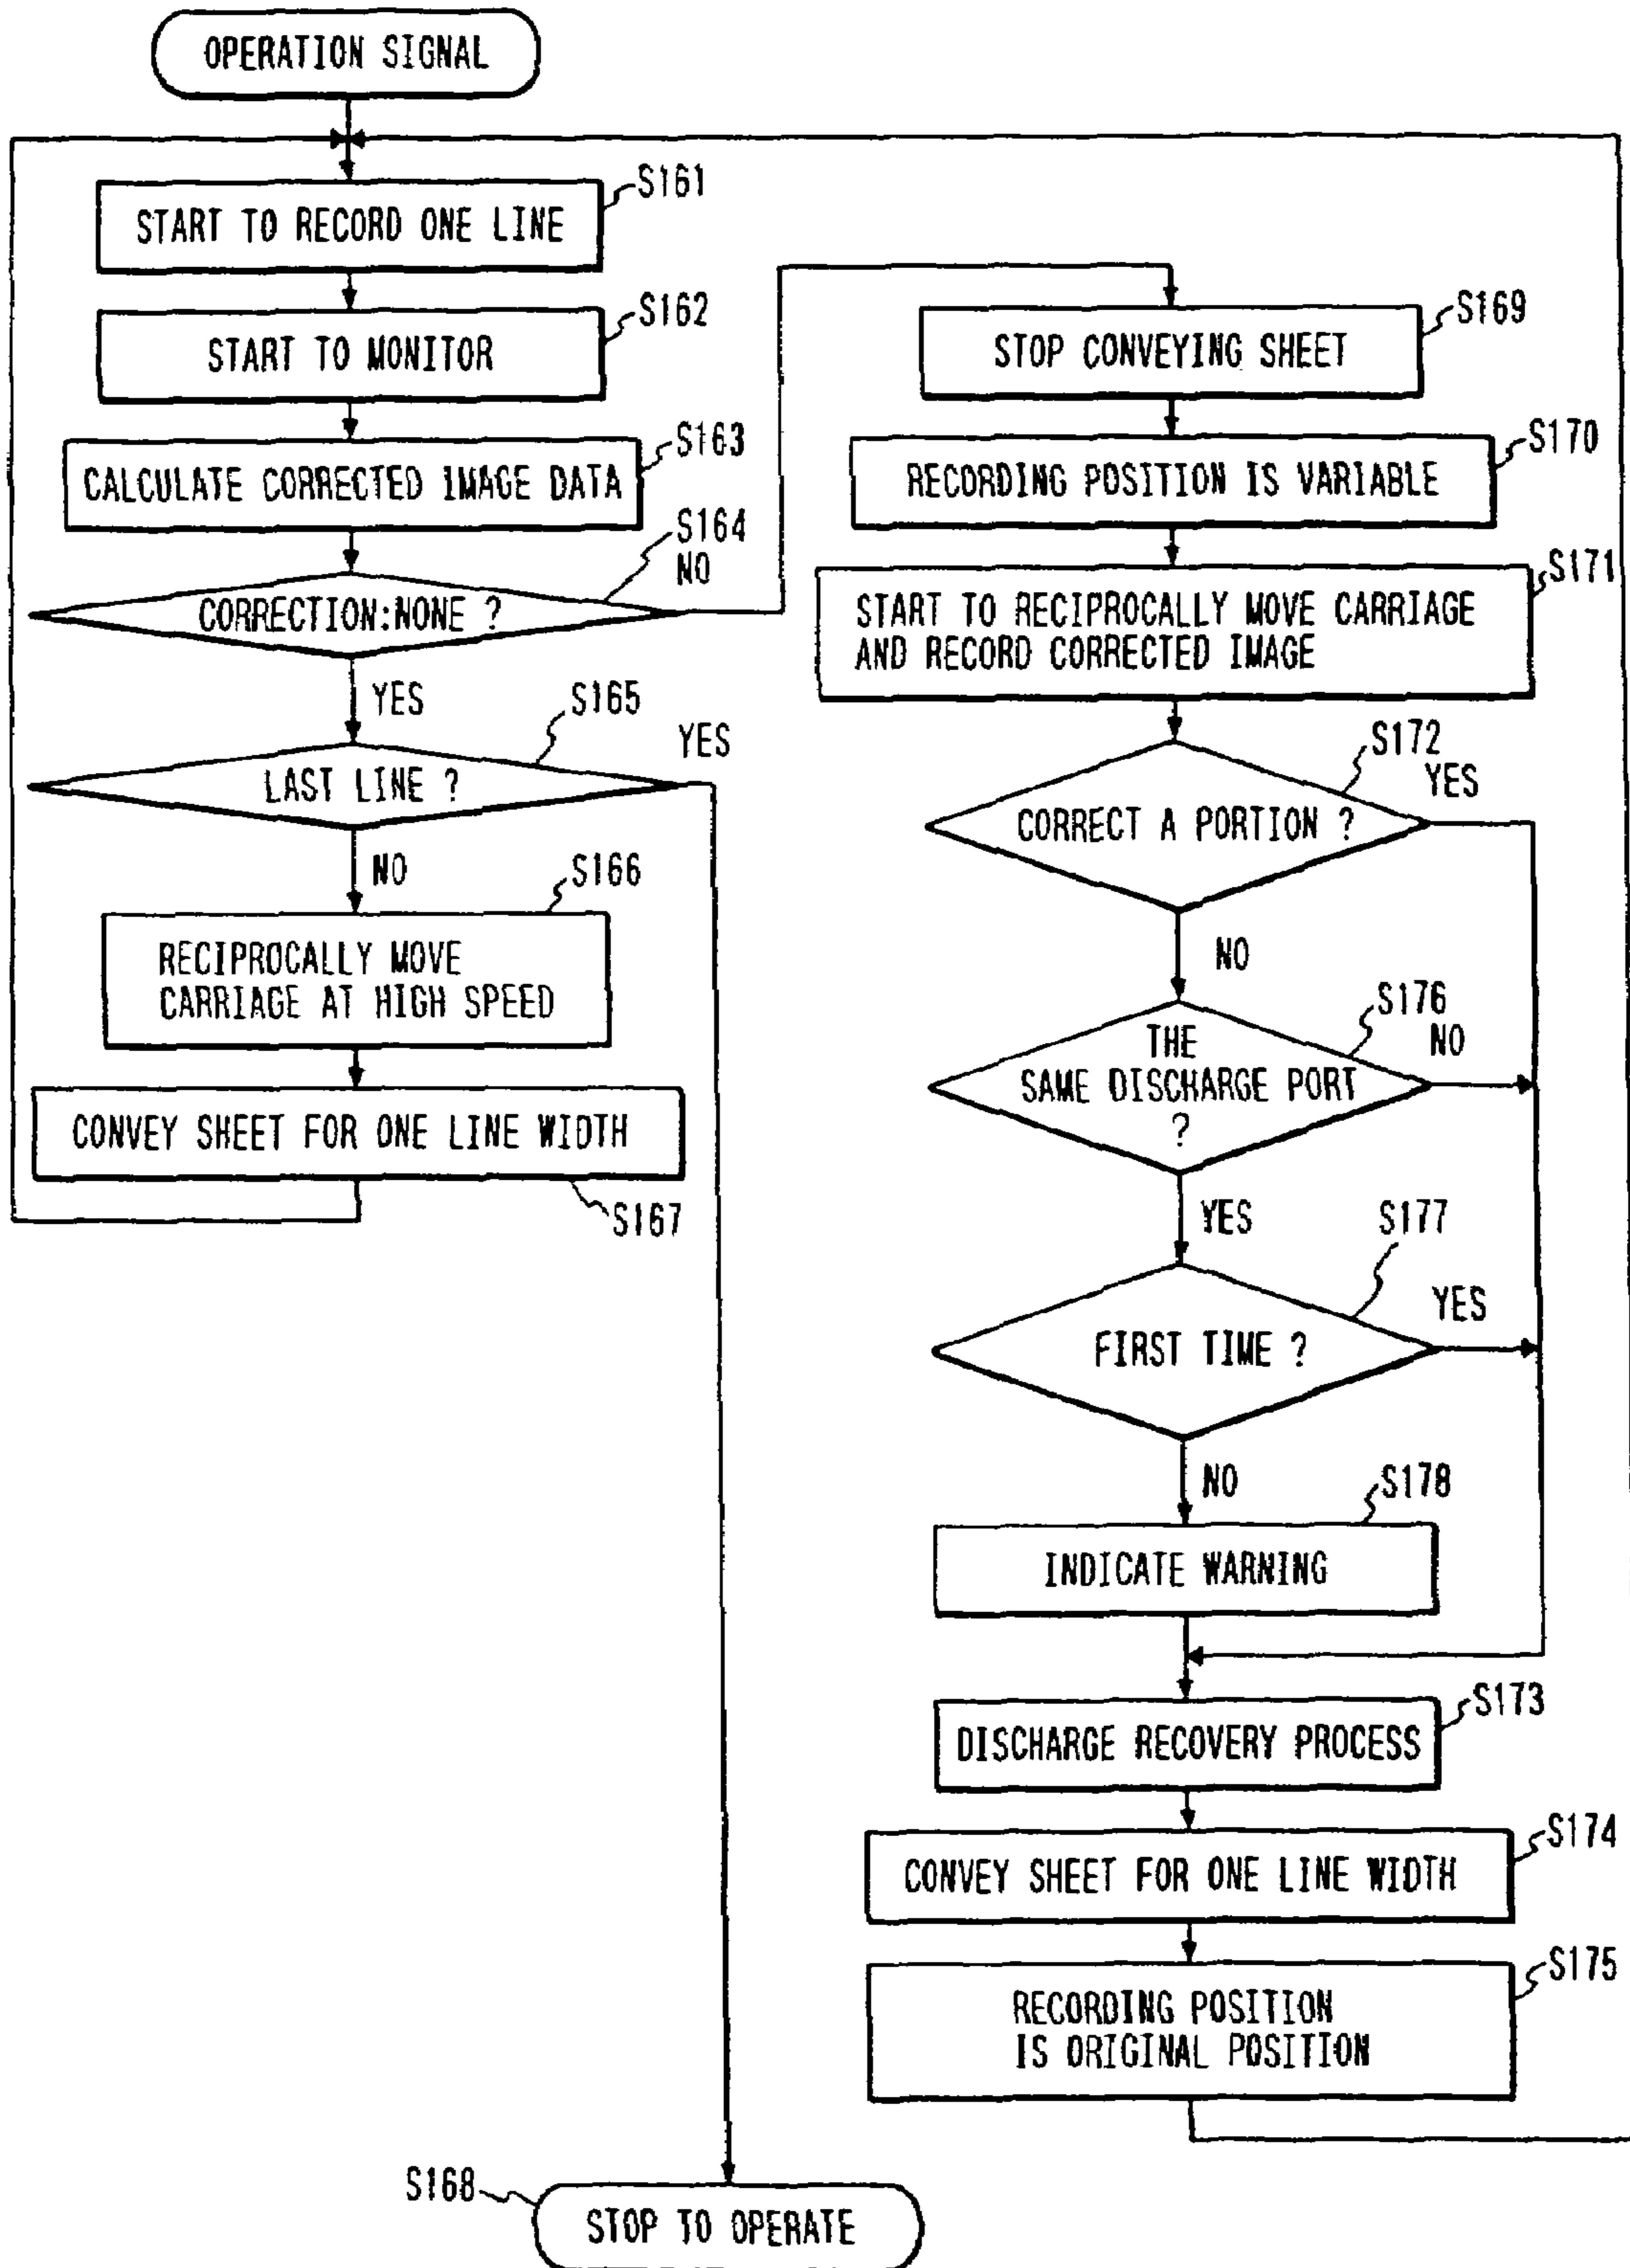 OPERATION SIGNAL
S161
START TO RECORD ONE LINE
S162
START TO MONITOR
S163
CALCULATE CORRECTED IMAGE DATA
S164
NO
CORRECTION:NONE ?
YES
S165
YES
LAST LINE ?
NO
S166
RECIPROCALLY MOVE
CARRIAGE AT HIGH SPEED
CONVEY SHEET FOR ONE LINE WIDTH
S167
S169
STOP CONVEYING SHEET
S170
RECORDING POSITION IS VARIABLE
S171
START TO RECIPROCALLY MOVE CARRIAGE
AND RECORD CORRECTED IMAGE
S172
YES
CORRECT A PORTION ?
NO
S176
NO
THE
SAME DISCHARGE PORT
?
YES
S177
YES
FIRST TIME ?
NO
S178
INDICATE WARNING
S173
DISCHARGE RECOVERY PROCESS
S174
CONVEY SHEET FOR ONE LINE WIDTH
S175
RECORDING POSITION
IS ORIGINAL POSITION
S168
STOP TO OPERATE